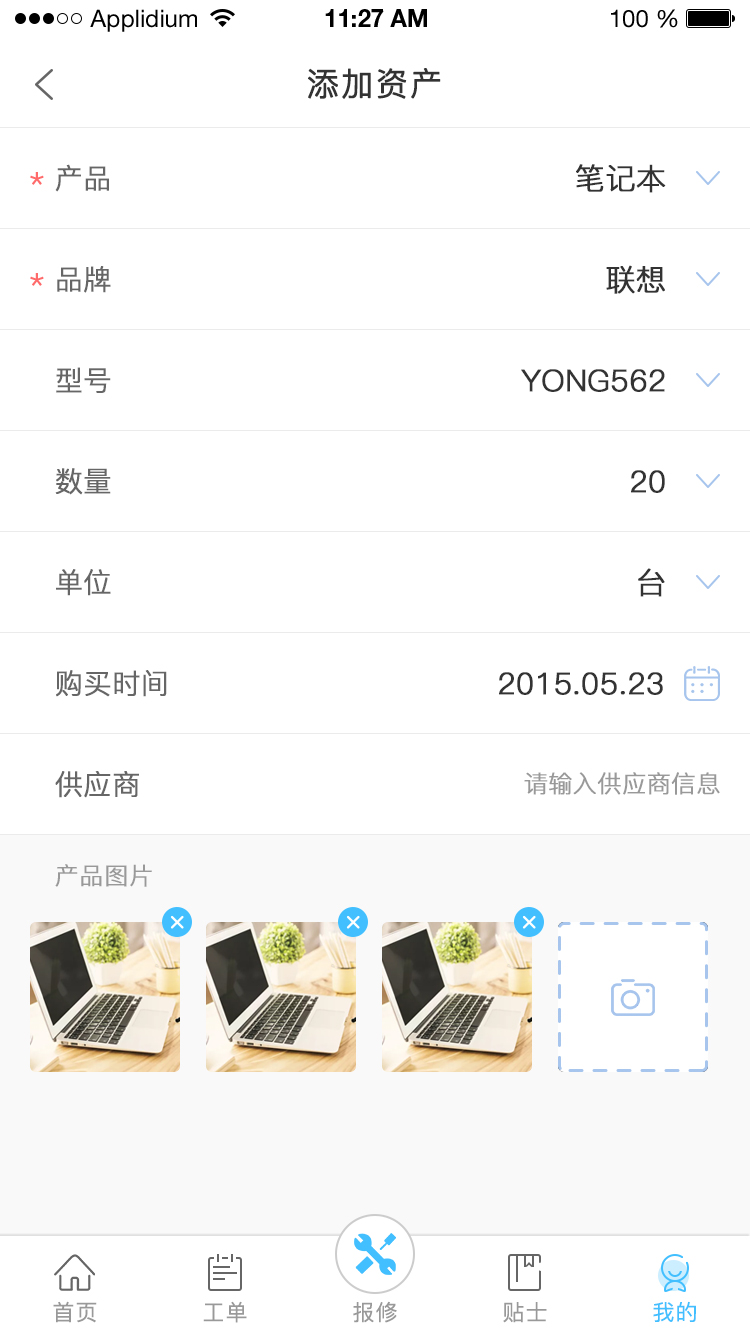 Applidium 11:27 AM 100 %
添加资产
* 产品 笔记本
* 品牌 联想
型号 YONG562
数量 20
单位 台
购买时间 2015.05.23
供应商 请输入供应商信息
产品图片
首页 工单 报修 贴士 我的